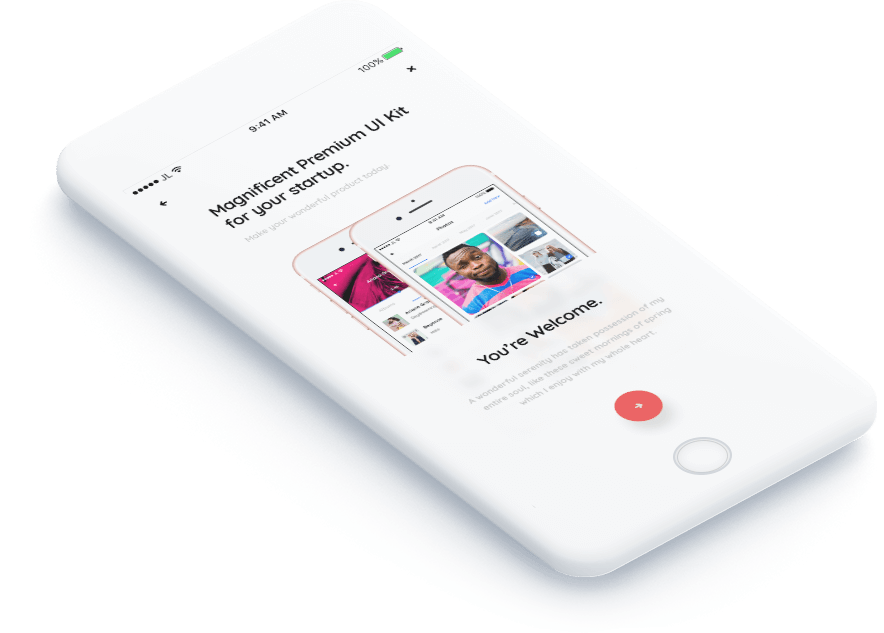 JL 9:41 AM 100%
Magnificent Premium UI Kit
for your startup.
Make your wonderful product today.
9:41 AM
Photos
Beyonce
You're Welcome.
A wonderful serenity has taken possession of my
entire soul, like these sweet mornings of spring
which I enjoy with my whole heart.